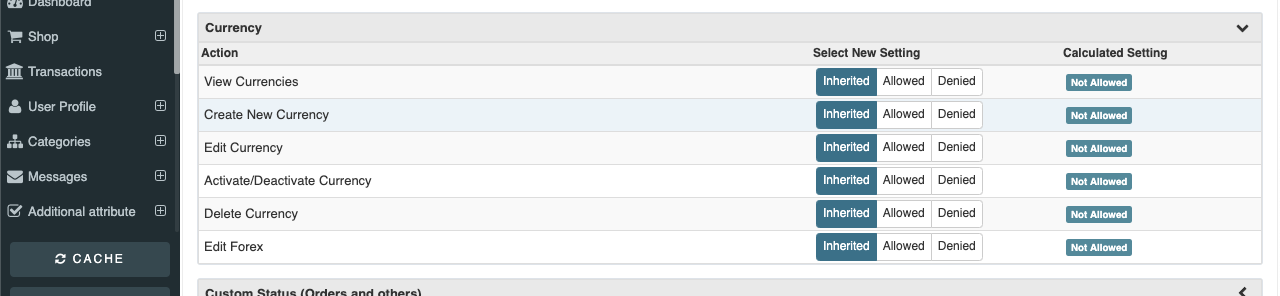 Dashboard
Shop
Transactions
User Profile
Categories
Messages
Additional attribute
CACHE
Currency
Action Select New Setting Calculated Setting
View Currencies Inherited Allowed Denied Not Allowed
Create New Currency Inherited Allowed Denied Not Allowed
Edit Currency Inherited Allowed Denied Not Allowed
Activate/Deactivate Currency Inherited Allowed Denied Not Allowed
Delete Currency Inherited Allowed Denied Not Allowed
Edit Forex Inherited Allowed Denied Not Allowed
Custom Status (Orders and others)